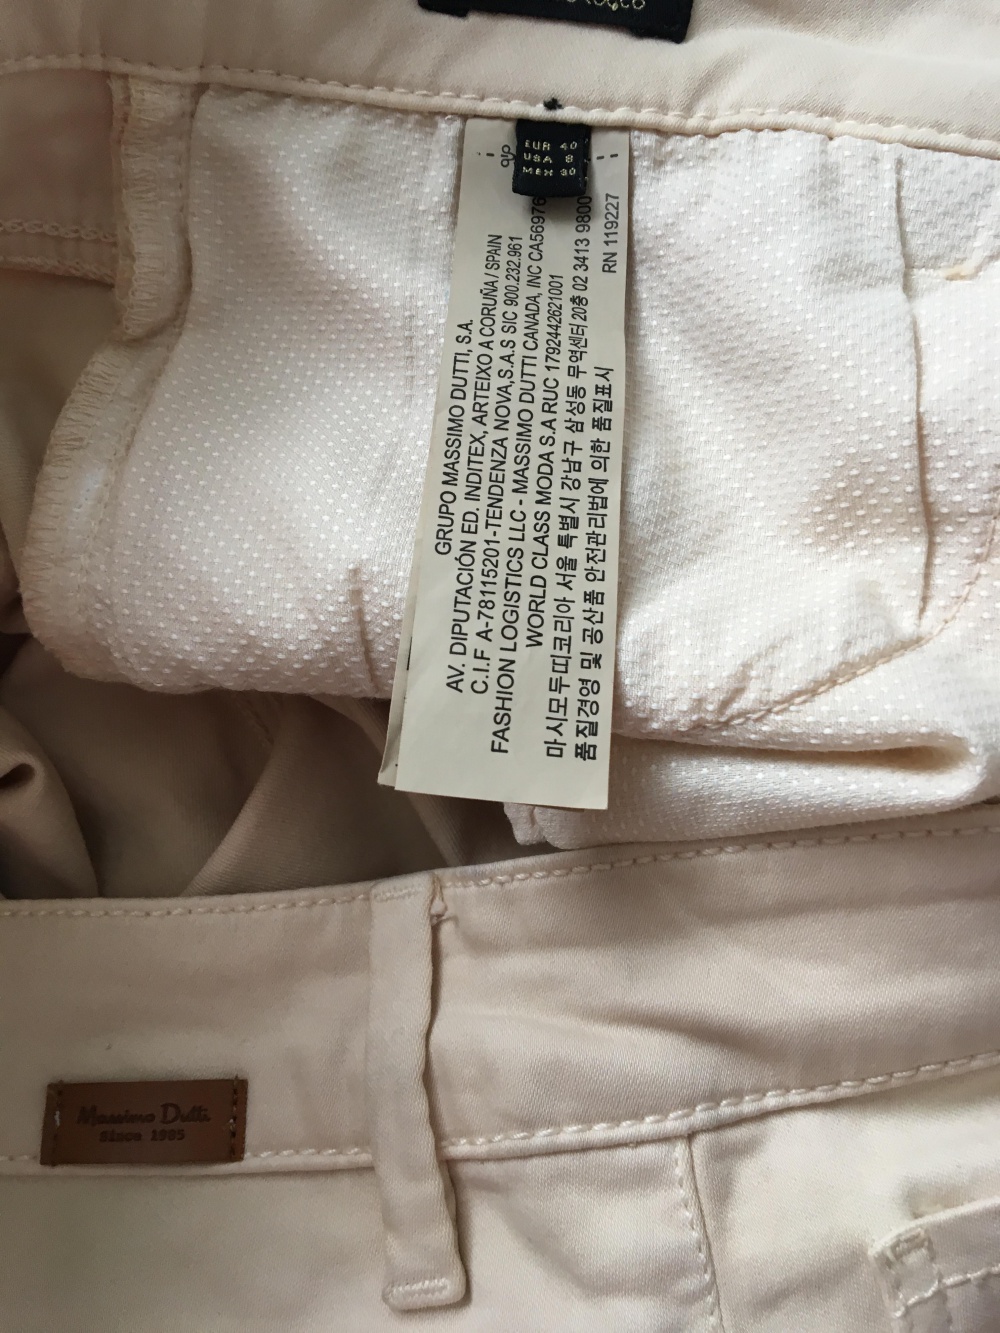 EUR 40
USA 8
MEX 30
GRUPO MASSIMO DUTTI, S.A.
AV. DIPUTACIÓN ED. INDITEX, ARTEIXO A CORUÑA / SPAIN
C.I.F A-78115201-TENDENZA NOVA,S.A.S SIC 900.232.961
FASHION LOGISTICS LLC - MASSIMO DUTTI CANADA, INC CA56976
WORLD CLASS MODA S.A RUC 1792442621001
마시모두띠코리아 서울 특별시 강남구 삼성동 무역센터 20층 02 3413 9800
품질경영 및 공산품 안전관리법에 의한 품질표시
RN 119227
Massimo Dutti
Since 1985